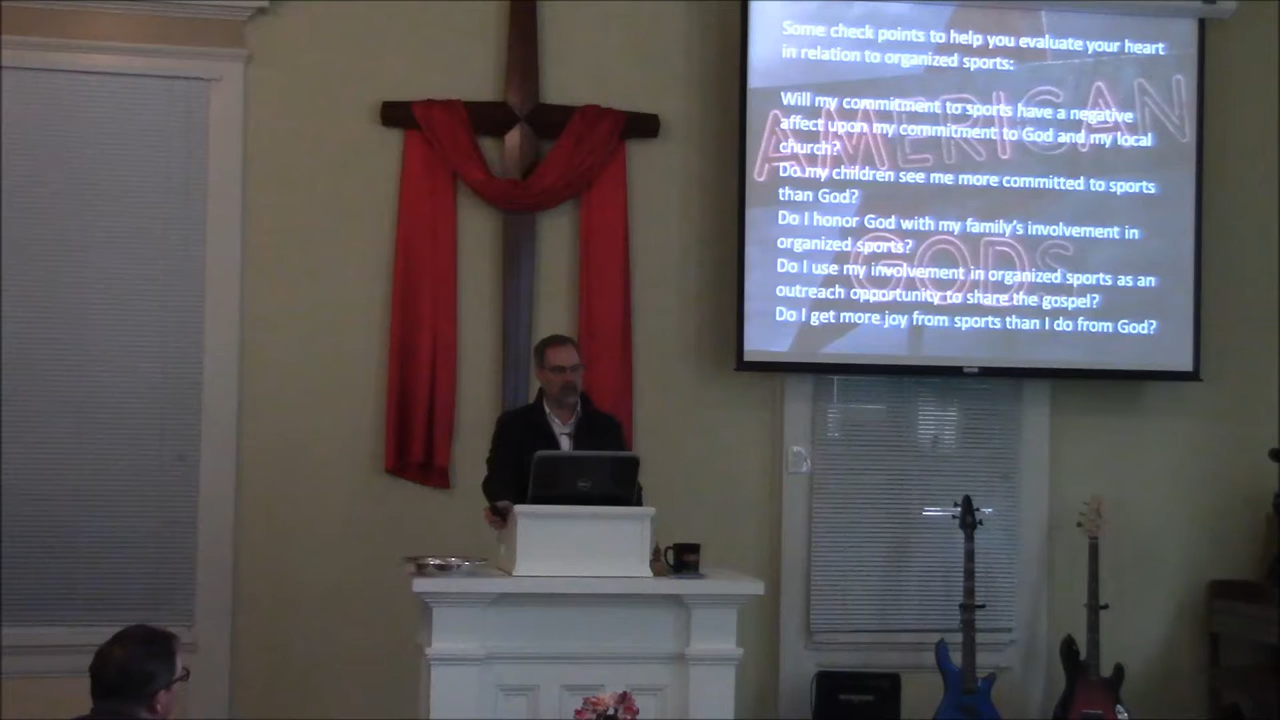 Some check points to help you evaluate your heart
in relation to organized sports:
Will my commitment to sports have a negative
affect upon my commitment to God and my local
church?
Do my children see me more committed to sports
than God?
Do I honor God with my family's involvement in
organized sports?
Do I use my involvement in organized sports as an
outreach opportunity to share the gospel?
Do I get more joy from sports than I do from God?
AMERICAN
GODS